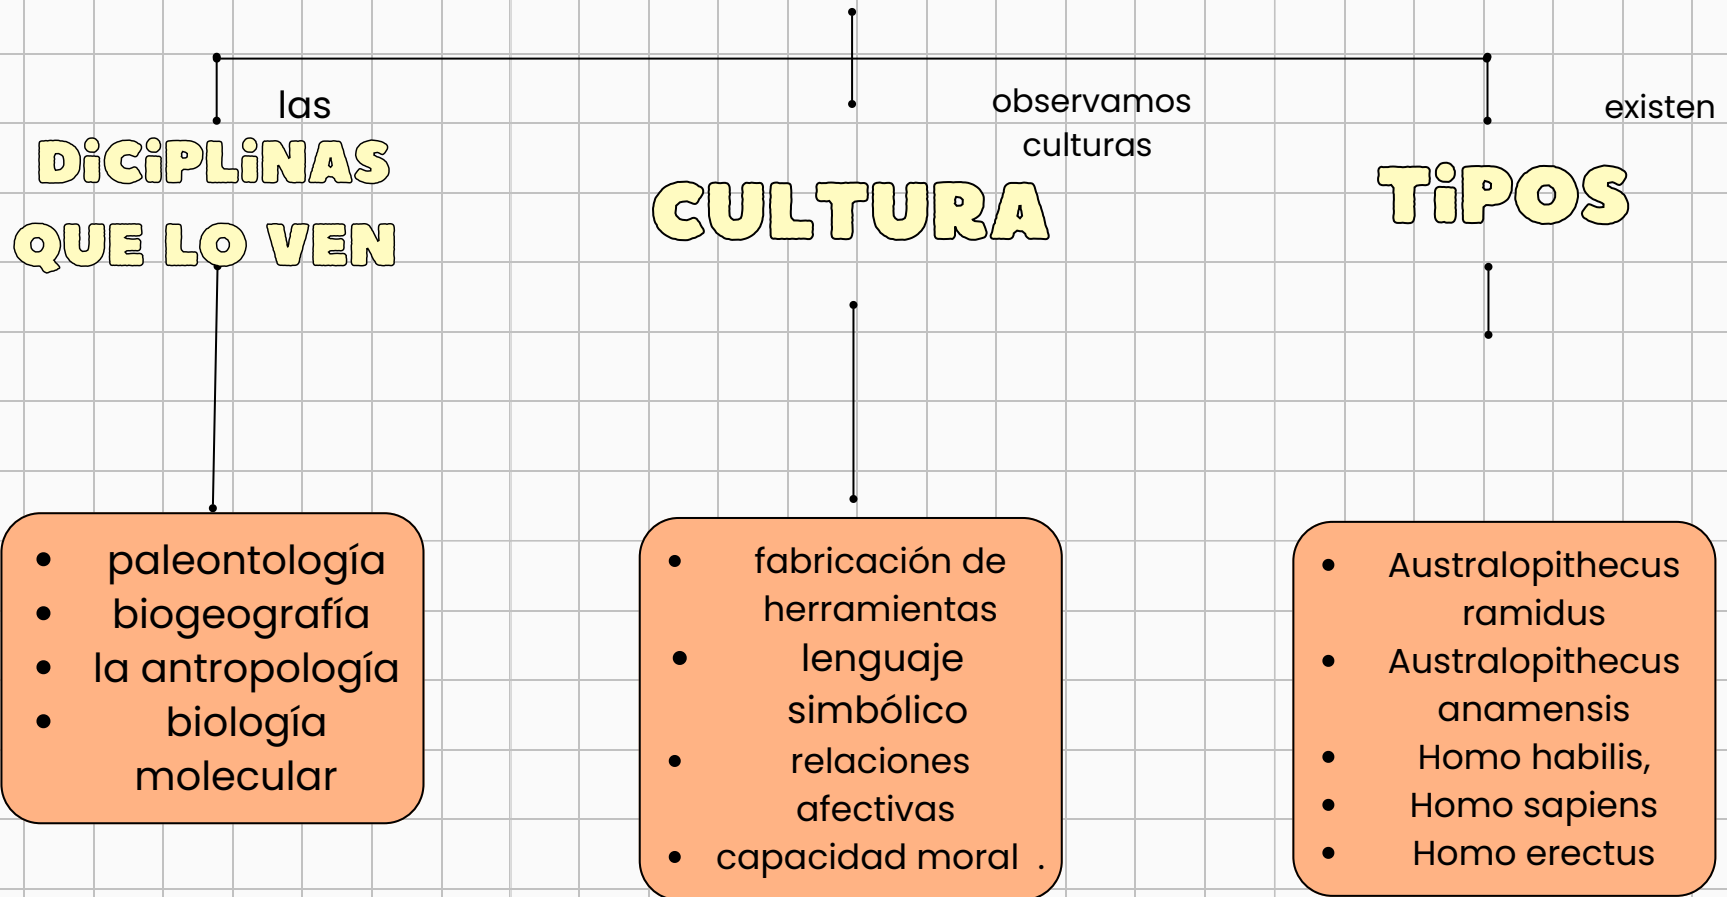 las
DiCiPLiNAS
QUE LO VEN
paleontología
biogeografía
la antropología
biología
molecular
observamos
culturas
CULTURA
fabricación de
herramientas
lenguaje
simbólico
relaciones
afectivas
capacidad moral .
existen
TiPOS
Australopithecus
ramidus
Australopithecus
anamensis
Homo habilis,
Homo sapiens
Homo erectus